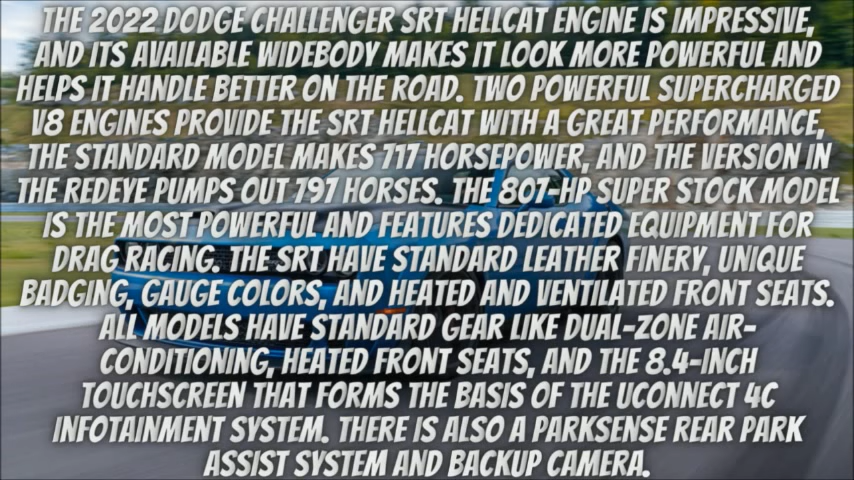 THE 2022 DODGE CHALLENGER SRT HELLCAT ENGINE IS IMPRESSIVE,
AND ITS AVAILABLE WIDEBODY MAKES IT LOOK MORE POWERFUL AND
HELPS IT HANDLE BETTER ON THE ROAD. TWO POWERFUL SUPERCHARGED
V8 ENGINES PROVIDE THE SRT HELLCAT WITH A GREAT PERFORMANCE,
THE STANDARD MODEL MAKES 717 HORSEPOWER, AND THE VERSION IN
THE REDEYE PUMPS OUT 797 HORSES. THE 807-HP SUPER STOCK MODEL
IS THE MOST POWERFUL AND FEATURES DEDICATED EQUIPMENT FOR
DRAG RACING. THE SRT HAVE STANDARD LEATHER FINERY, UNIQUE
BADGING, GAUGE COLORS, AND HEATED AND VENTILATED FRONT SEATS.
ALL MODELS HAVE STANDARD GEAR LIKE DUAL-ZONE AIR-
CONDITIONING, HEATED FRONT SEATS, AND THE 8.4-INCH
TOUCHSCREEN THAT FORMS THE BASIS OF THE UCONNECT 4C
INFOTAINMENT SYSTEM. THERE IS ALSO A PARKSENSE REAR PARK
ASSIST SYSTEM AND BACKUP CAMERA.